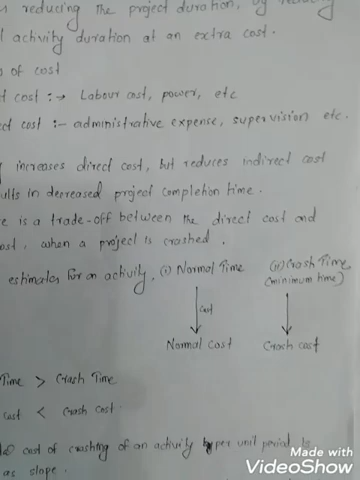 reducing the project duration, by reducing
activity duration at an extra cost.
of cost
cost :→ Labour cost, power, etc
cost :- administrative expense, supervision etc.
increases direct cost, but reduces indirect cost
in decreased project completion time.
is a trade-off between the direct cost and
cost, when a project is crashed.
estimates for an activity, (i) Normal Time (ii) Crash Time
(minimum time)
cost
Normal cost Crash cost
Time > Crash Time
cost < Crash cost.
cost of crashing of an activity per unit period is
as slope.
Made with
VideoShow